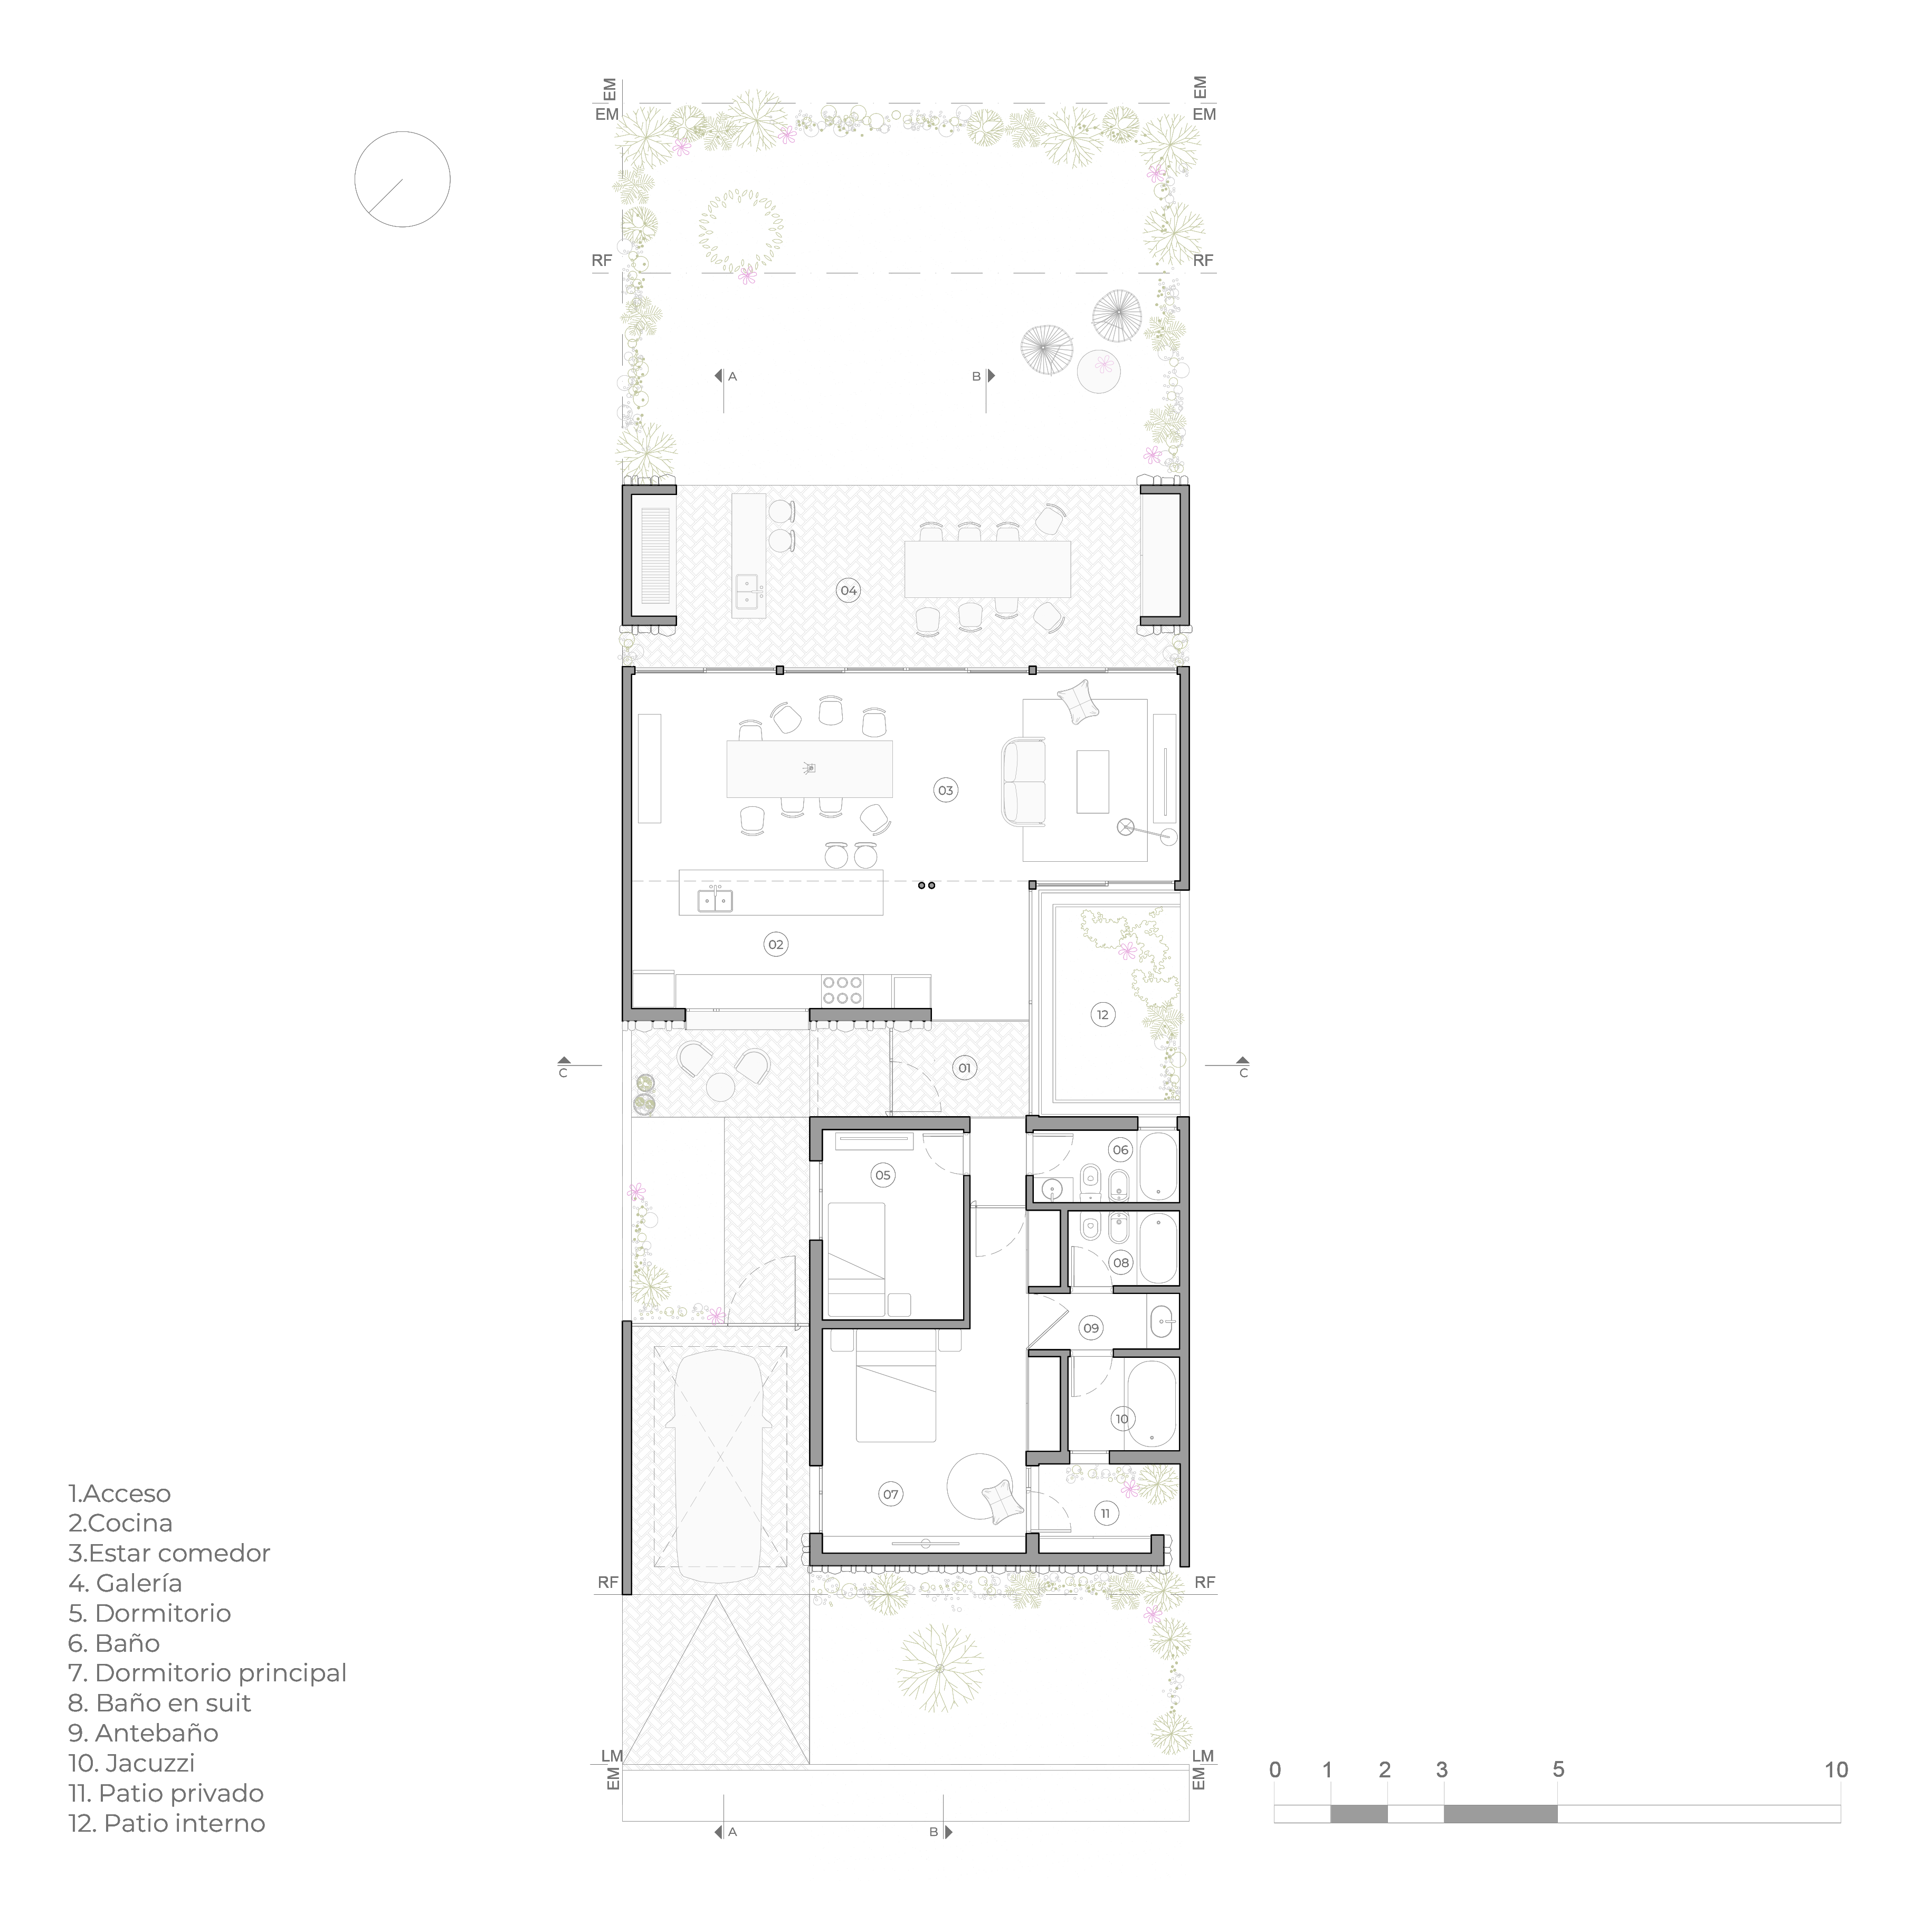 EM
EM
EM
EM
RF
RF
A
B
04
03
02
12
01
C
C
06
05
08
09
10
07
11
RF
RF
LM
LM
EM
EM
A
B
1.Acceso
2.Cocina
3.Estar comedor
4. Galería
5. Dormitorio
6. Baño
7. Dormitorio principal
8. Baño en suit
9. Antebaño
10. Jacuzzi
11. Patio privado
12. Patio interno
0 1 2 3 5 10